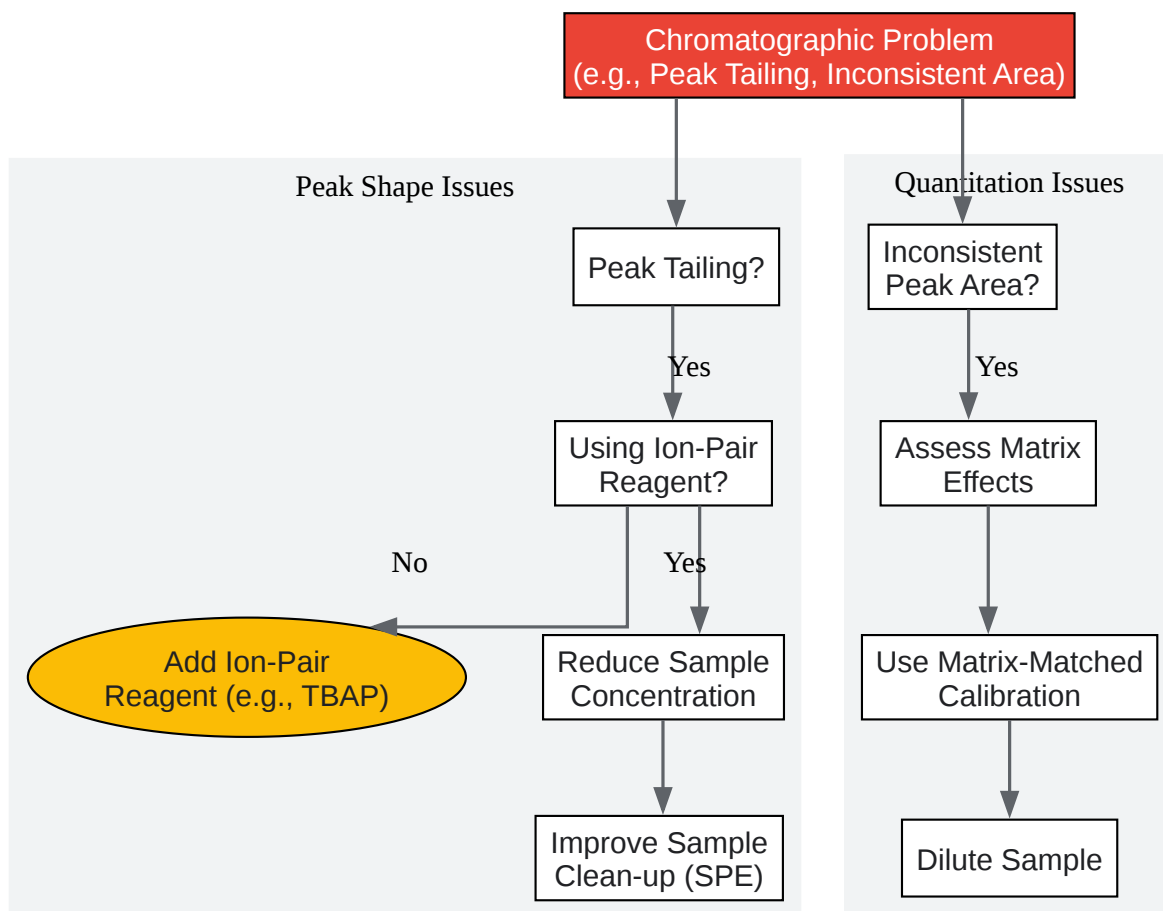 Chromatographic Problem
(e.g., Peak Tailing, Inconsistent Area)
Peak Shape Issues
Quantitation Issues
Peak Tailing?
Inconsistent
Peak Area?
Yes
Yes
Using Ion-Pair
Reagent?
Assess Matrix
Effects
No
Yes
Add Ion-Pair
Reagent (e.g., TBAP)
Reduce Sample
Concentration
Use Matrix-Matched
Calibration
Improve Sample
Clean-up (SPE)
Dilute Sample